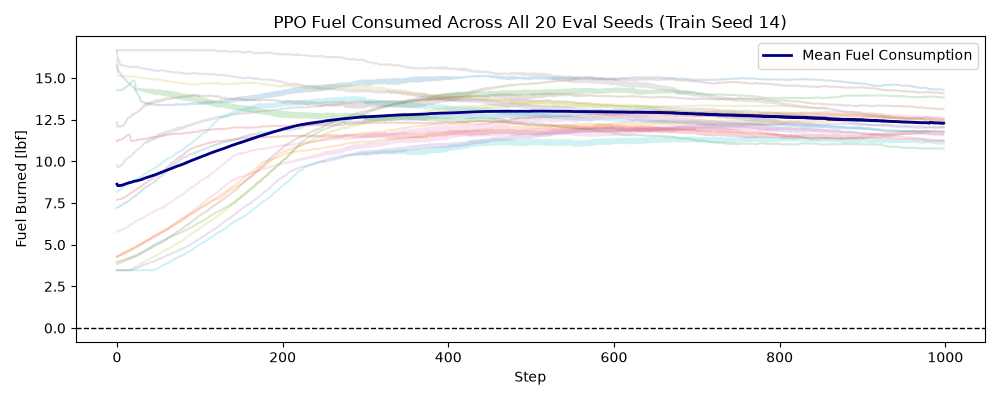 PPO Fuel Consumed Across All 20 Eval Seeds (Train Seed 14)
Mean Fuel Consumption
Fuel Burned [lbf]
15.0
12.5
10.0
7.5
5.0
2.5
0.0
0 200 400 600 800 1000
Step